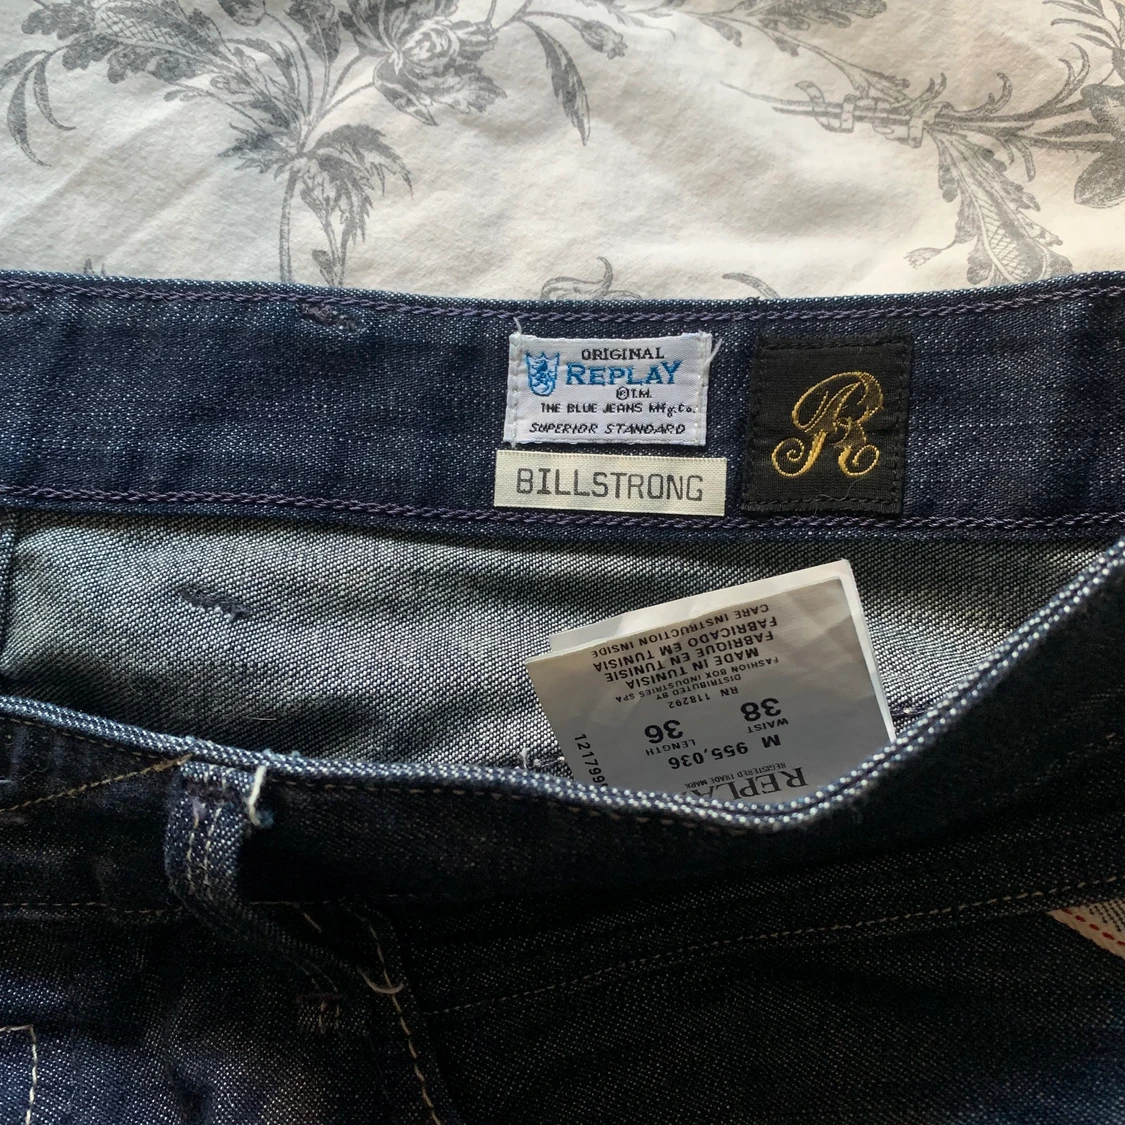 ORIGINAL
REPLAY
® T.M.
THE BLUE JEANS Mfg.Co.
SUPERIOR STANDARD
BILLSTRONG
R
REGISTERED TRADE MARK
M 955,036
WAIST LENGTH
38 36
RN 118292
DISTRIBUTED BY
FASHION BOX INDUSTRIES SPA
MADE IN TUNISIA
FABRIQUE EN TUNISIE
FABRICADO EM TUNISIA
CARE INSTRUCTION INSIDE